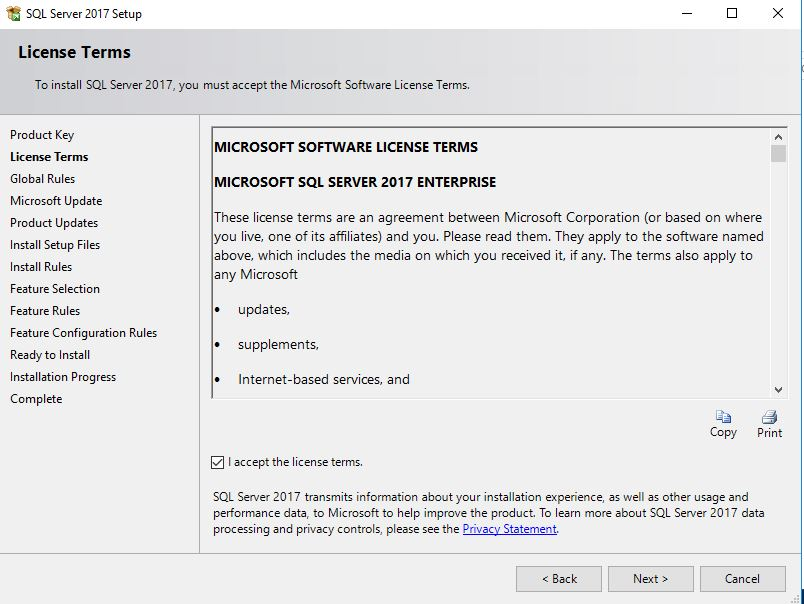 SQL Server 2017 Setup
License Terms
To install SQL Server 2017, you must accept the Microsoft Software License Terms.
Product Key
License Terms
Global Rules
Microsoft Update
Product Updates
Install Setup Files
Install Rules
Feature Selection
Feature Rules
Feature Configuration Rules
Ready to Install
Installation Progress
Complete
MICROSOFT SOFTWARE LICENSE TERMS
MICROSOFT SQL SERVER 2017 ENTERPRISE
These license terms are an agreement between Microsoft Corporation (or based on where
you live, one of its affiliates) and you. Please read them. They apply to the software named
above, which includes the media on which you received it, if any. The terms also apply to
any Microsoft
• updates,
• supplements,
• Internet-based services, and
Copy
Print
I accept the license terms.
SQL Server 2017 transmits information about your installation experience, as well as other usage and
performance data, to Microsoft to help improve the product. To learn more about SQL Server 2017 data
processing and privacy controls, please see the Privacy Statement.
< Back
Next >
Cancel